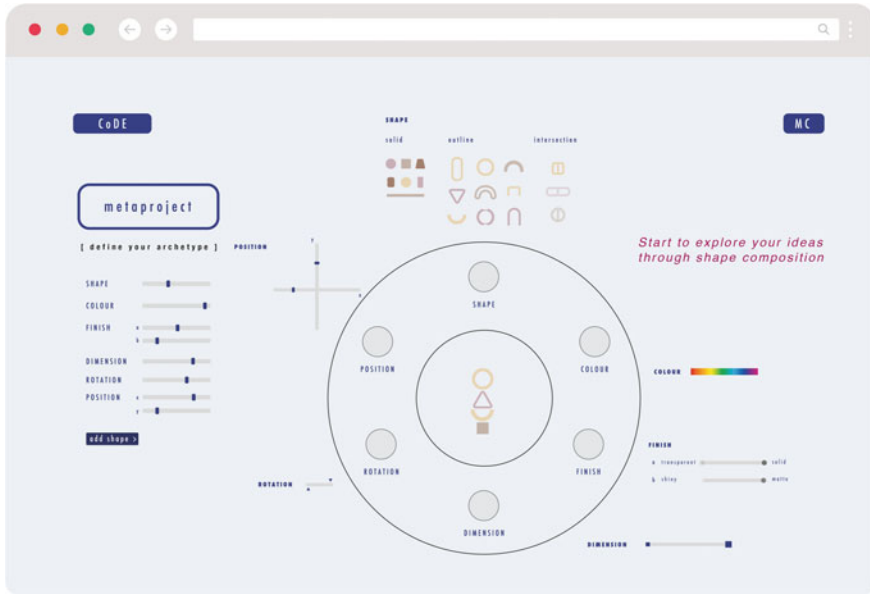 CoDE
MC
SHAPE
solid
outline
intersection
metaproject
[ define your archetype ]
POSITION
y
x
Start to explore your ideas
through shape composition
SHAPE
COLOUR
FINISH
a
b
DIMENSION
ROTATION
POSITION
x
y
add shape >
SHAPE
POSITION
COLOUR
ROTATION
FINISH
DIMENSION
COLOUR
FINISH
a transparent solid
b shiny matte
ROTATION
DIMENSION